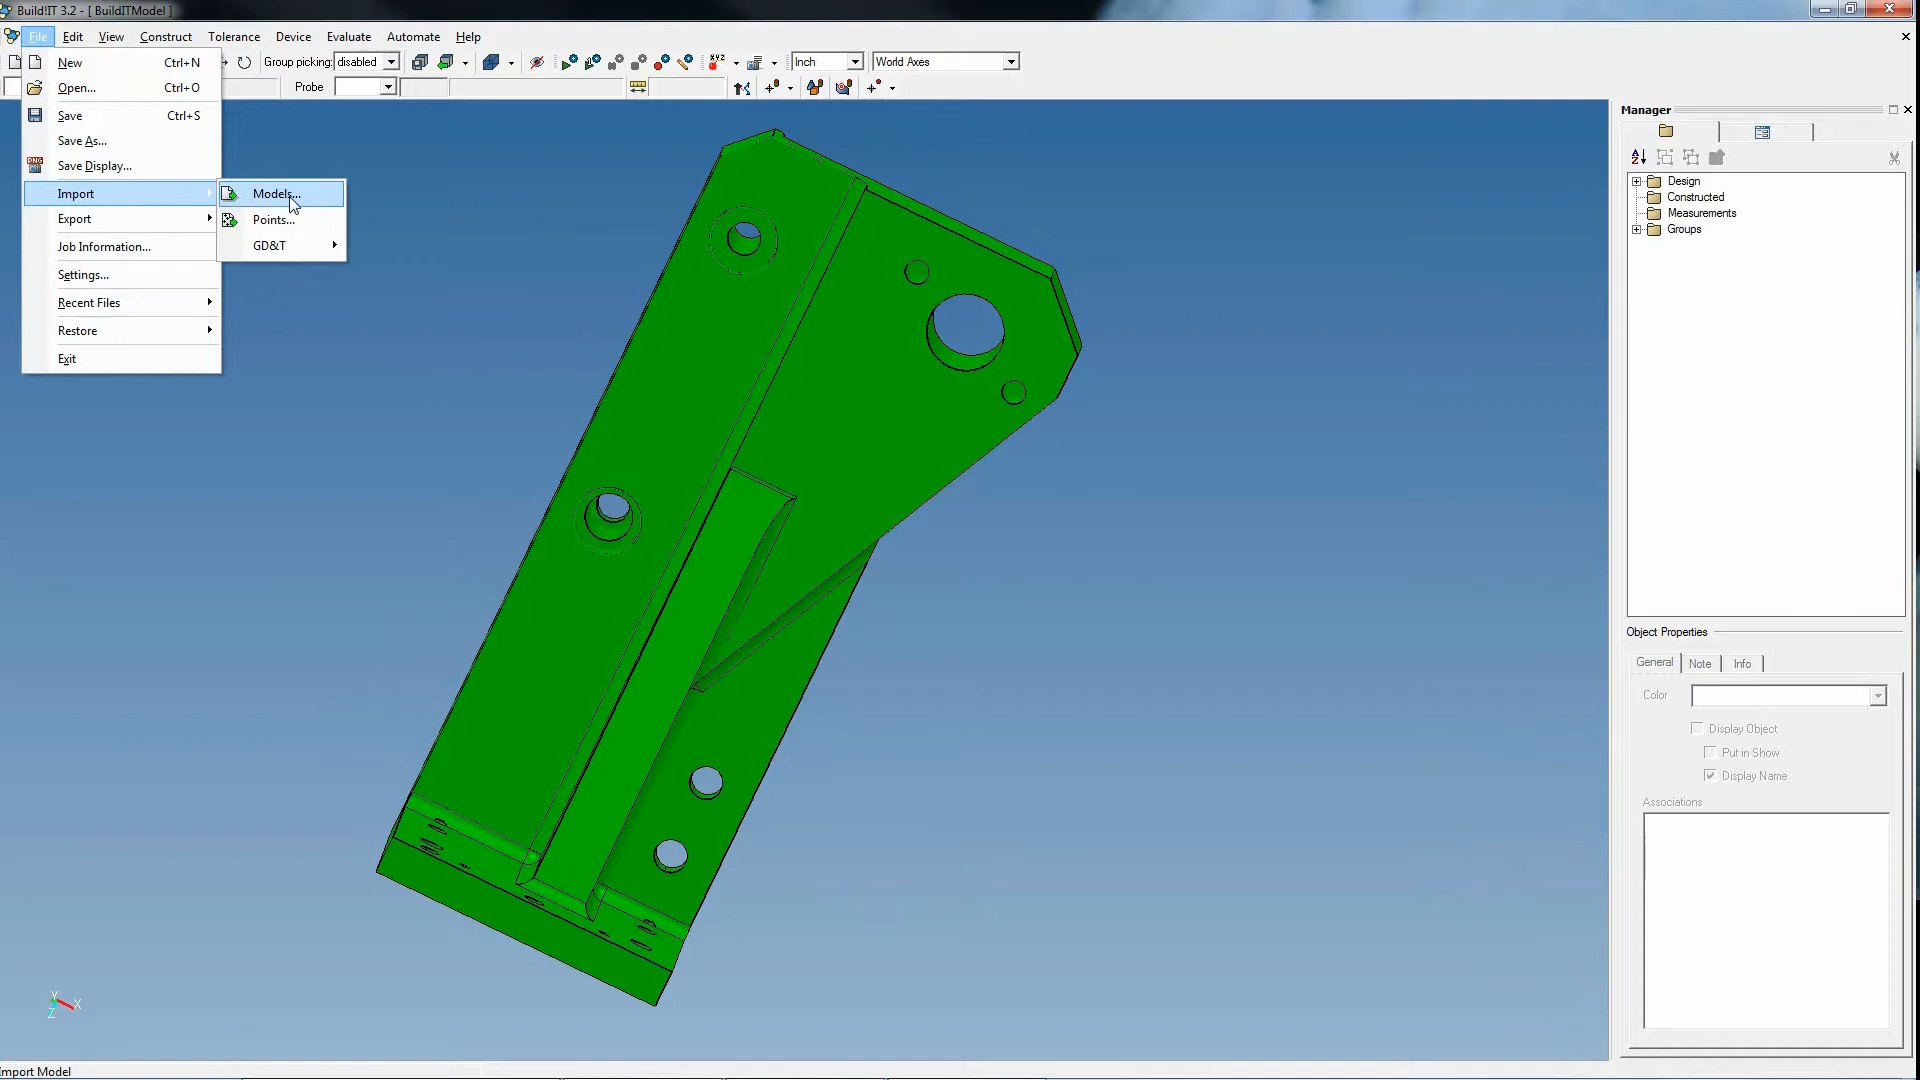 Build!IT 3.2 - [ BuildITModel ]
File Edit View Construct Tolerance Device Evaluate Automate Help
Group picking: disabled Inch World Axes
Probe
New Ctrl+N
Open... Ctrl+O
Save Ctrl+S
Save As...
Save Display...
Import
Export
Job Information...
Settings...
Recent Files
Restore
Exit
Models...
Points...
GD&T
Manager
Design
Constructed
Measurements
Groups
Object Properties
General Note Info
Color
Display Object
Put in Show
Display Name
Associations
Y
X
Z
Import Model